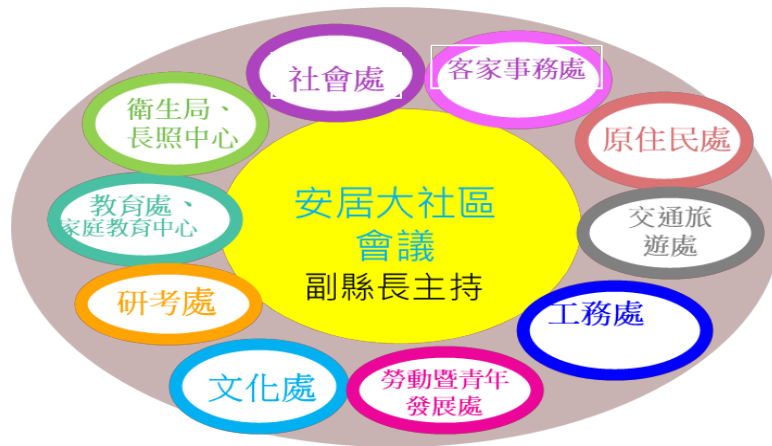 社會處
客家事務處
衛生局、
長照中心
原住民處
安居大社區
會議
副縣長主持
教育處、
家庭教育中心
交通旅
遊處
研考處
工務處
文化處
勞動暨青年
發展處